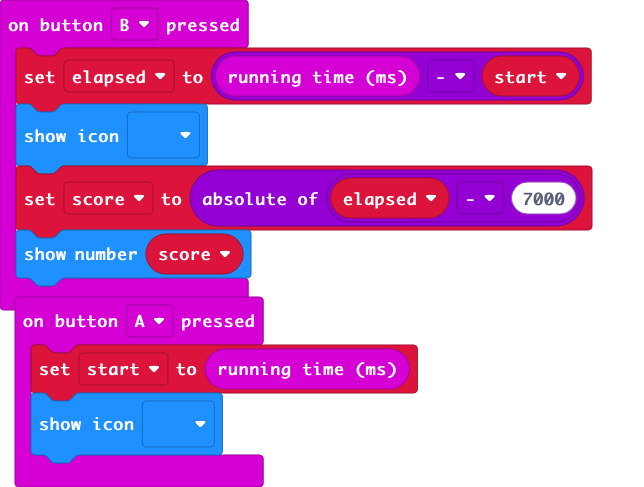 on button B pressed
set elapsed to running time (ms) - start
show icon
set score to absolute of elapsed - 7000
show number score
on button A pressed
set start to running time (ms)
show icon